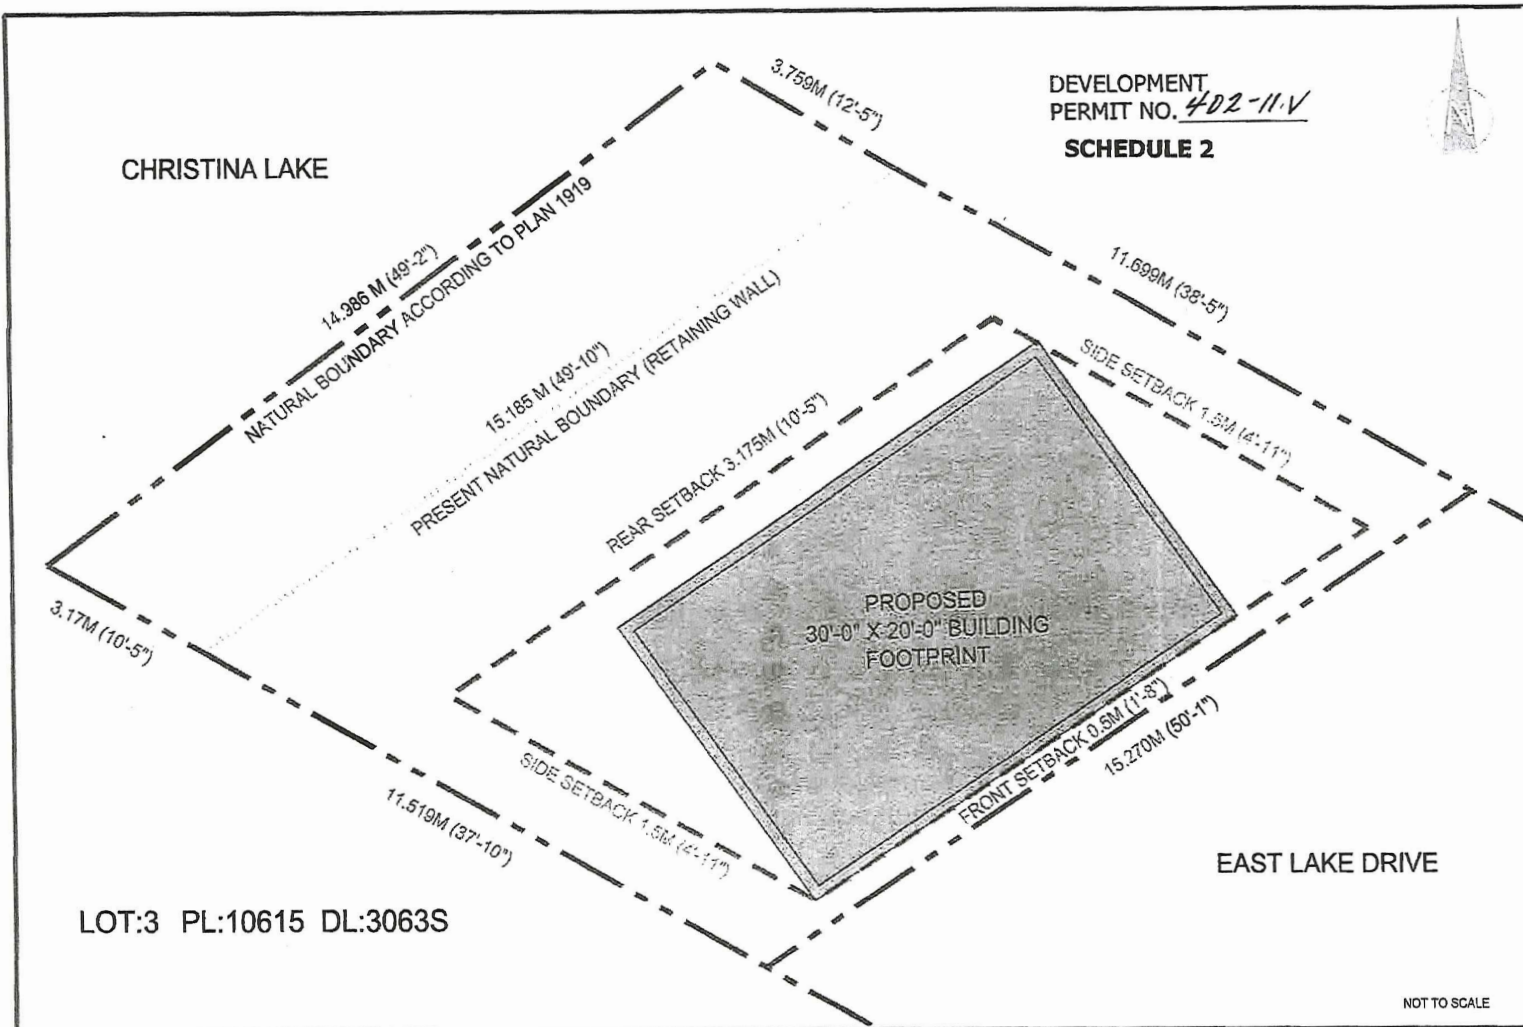 3.759M (12'-5")
DEVELOPMENT
PERMIT NO. 402-11.V
SCHEDULE 2
N
CHRISTINA LAKE
14.986 M (49'-2")
NATURAL BOUNDARY ACCORDING TO PLAN 1919
11.699M (38'-5")
15.185 M (49'-10")
PRESENT NATURAL BOUNDARY (RETAINING WALL)
SIDE SETBACK 1.5M (4'-11")
REAR SETBACK 3.175M (10'-5")
PROPOSED
30'-0" X 20'-0" BUILDING
FOOTPRINT
3.17M (10'-5")
FRONT SETBACK 0.5M (1'-8")
15.270M (50'-1")
SIDE SETBACK 1.5M (4'-11")
11.519M (37'-10")
EAST LAKE DRIVE
LOT:3 PL:10615 DL:3063S
NOT TO SCALE